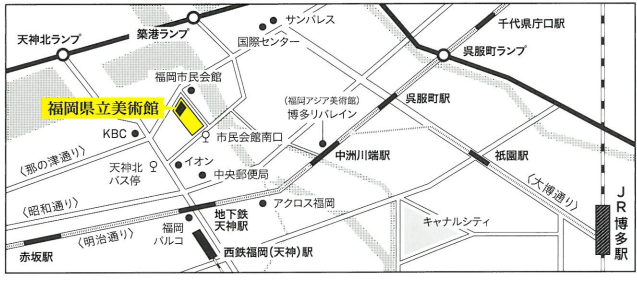 サンパレス
千代県庁口駅
築港ランプ
天神北ランプ
国際センター
呉服町ランプ
福岡市民会館
福岡県立美術館
呉服町駅
(福岡アジア美術館)
博多リバレイン
KBC
市民会館南口
〈那の津通り〉
イオン
中洲川端駅
祇園駅
天神北
バス停
中央郵便局
〈大博通り〉
〈昭和通り〉
アクロス福岡
地下鉄
天神駅
JR博多駅
福岡
パルコ
キャナルシティ
〈明治通り〉
赤坂駅
西鉄福岡(天神)駅